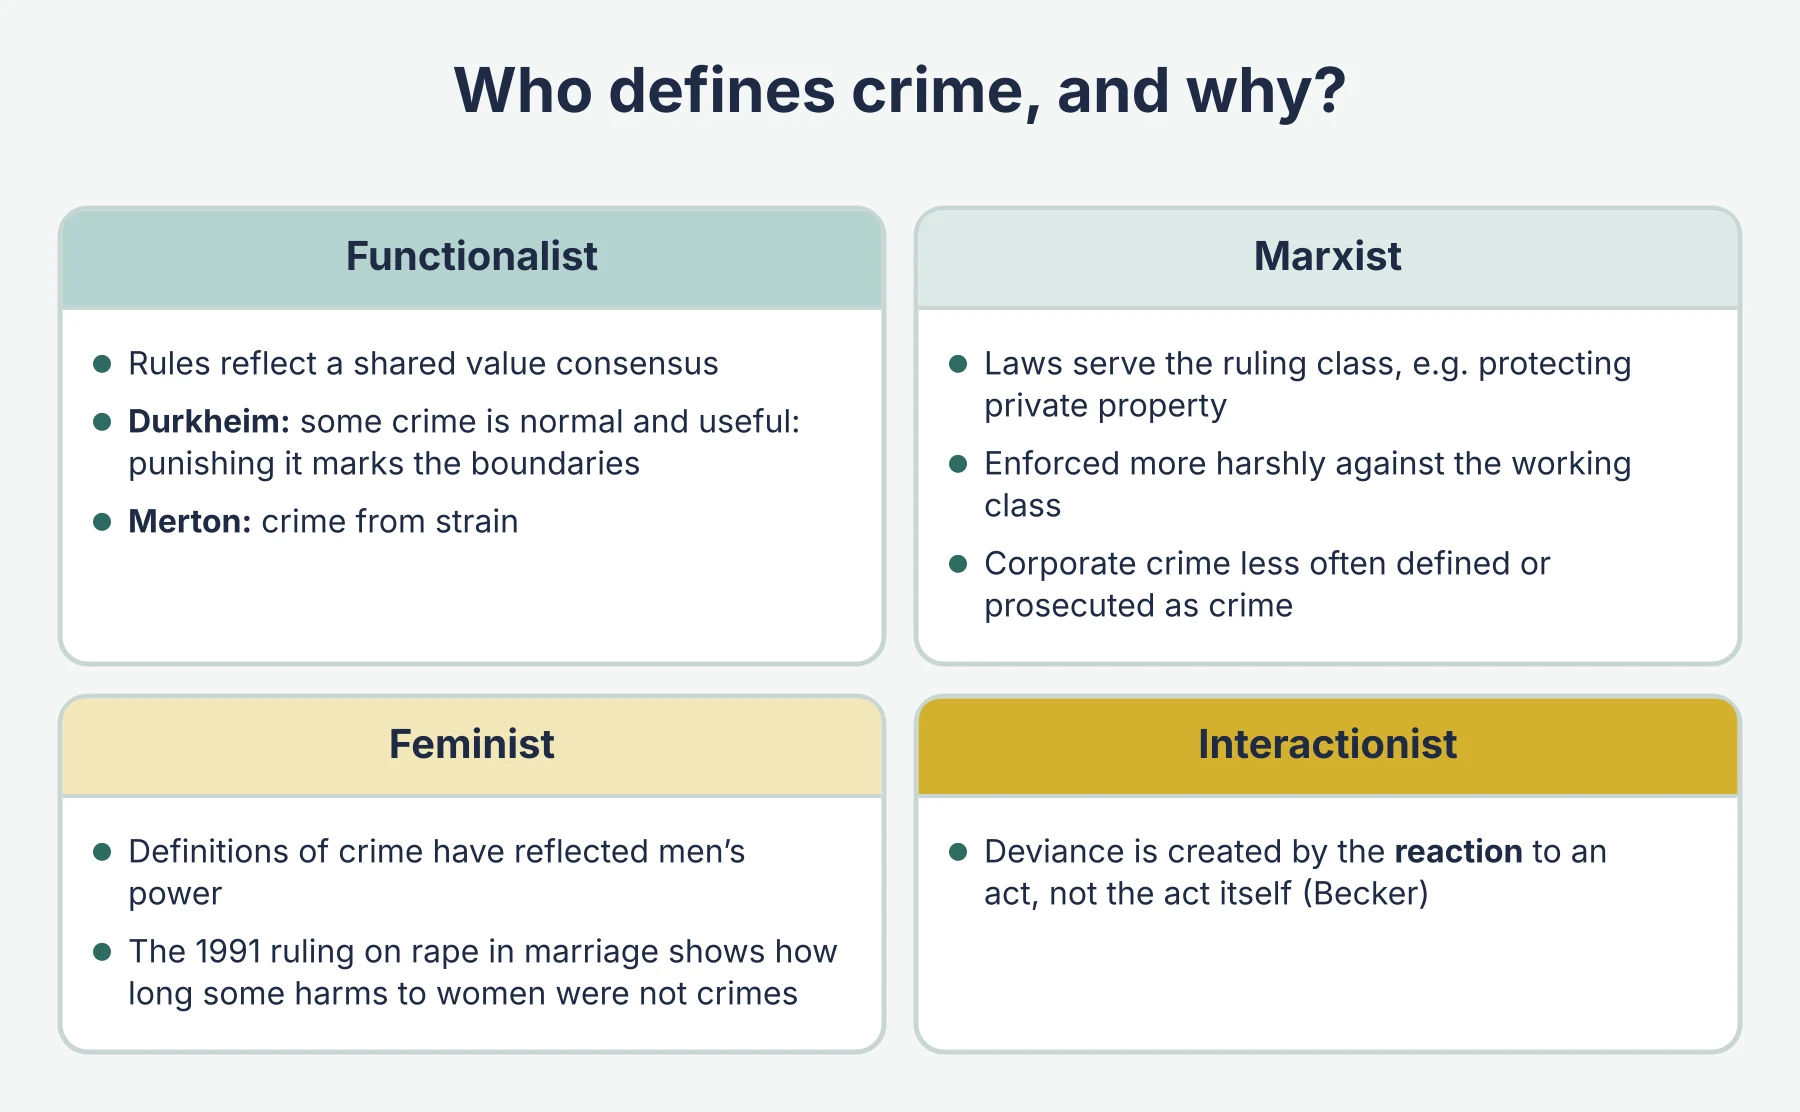 Who defines crime, and why?
Functionalist
Rules reflect a shared value consensus
Durkheim: some crime is normal and useful:
punishing it marks the boundaries
Merton: crime from strain
Marxist
Laws serve the ruling class, e.g. protecting
private property
Enforced more harshly against the working
class
Corporate crime less often defined or
prosecuted as crime
Feminist
Definitions of crime have reflected men’s
power
The 1991 ruling on rape in marriage shows how
long some harms to women were not crimes
Interactionist
Deviance is created by the reaction to an
act, not the act itself (Becker)